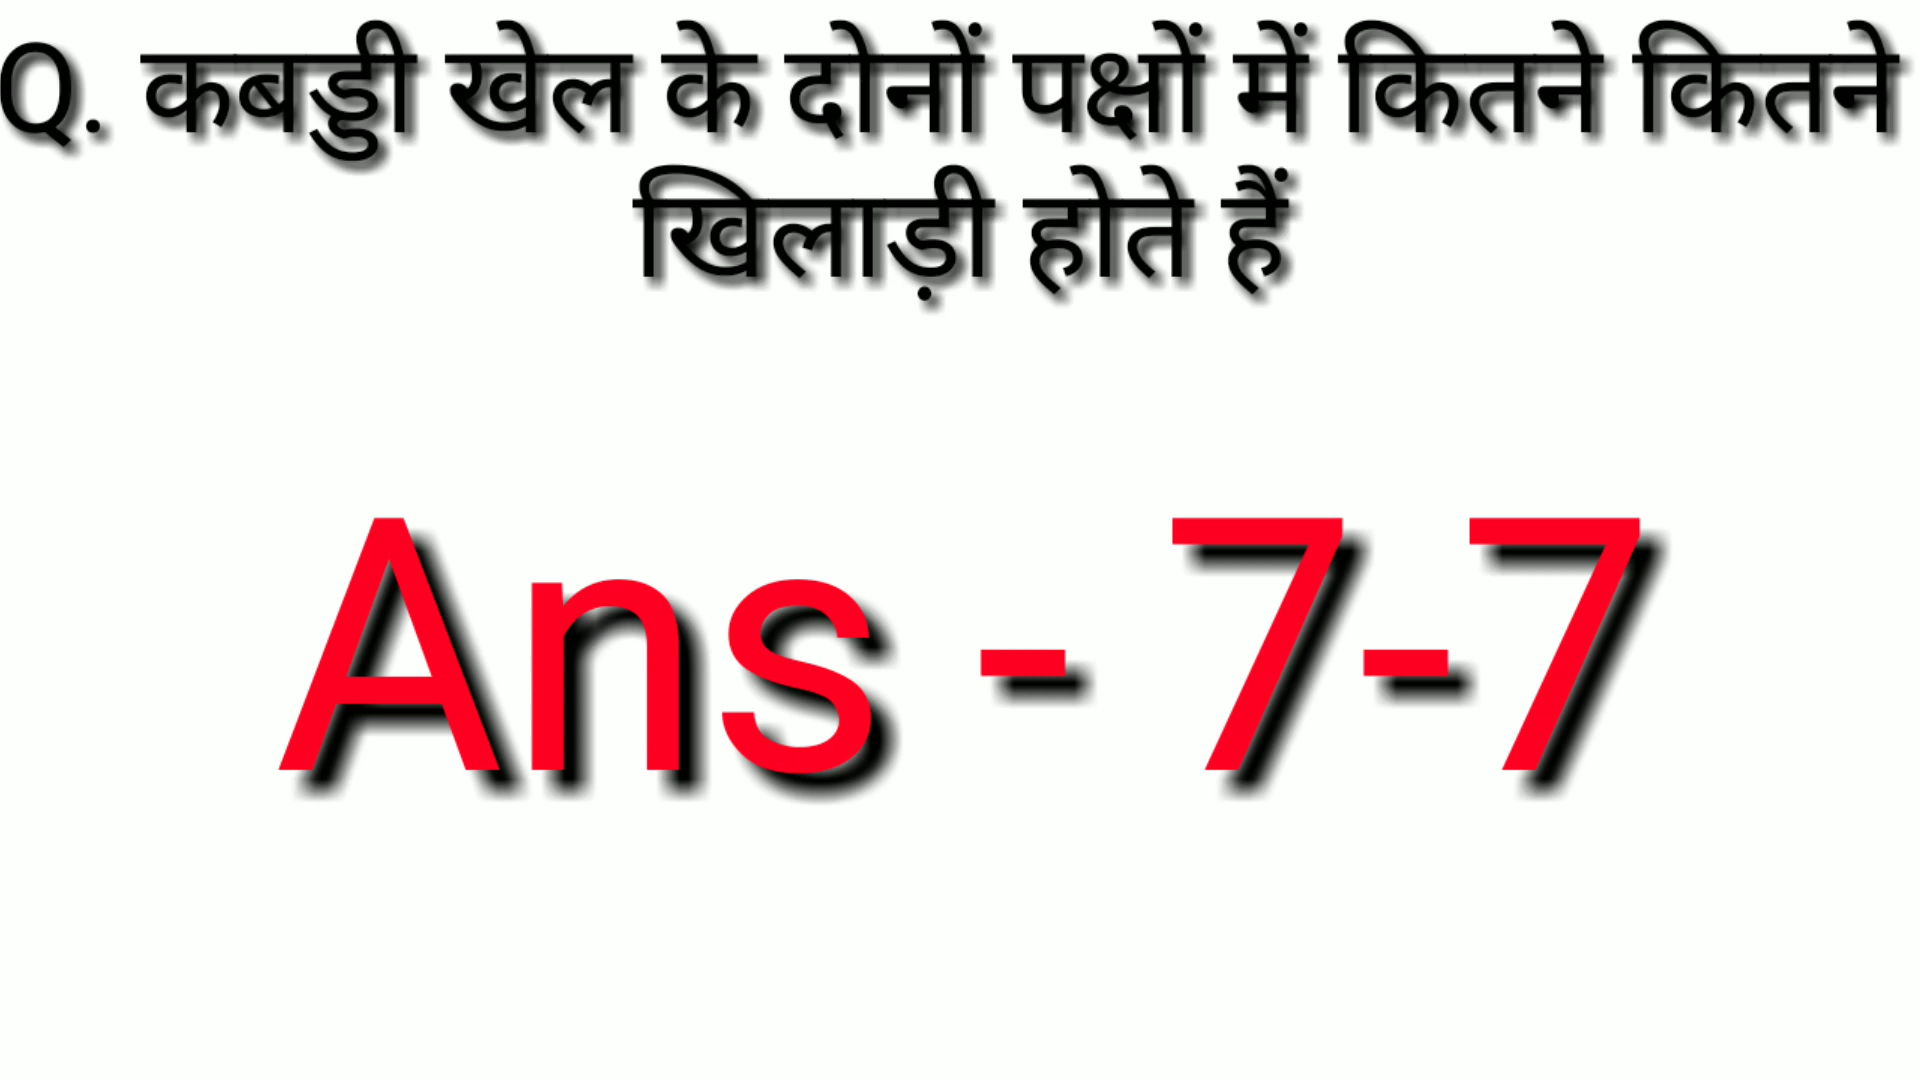 Q. कबड्डी खेल के दोनों पक्षों में कितने कितने
खिलाड़ी होते हैं
Ans - 7-7